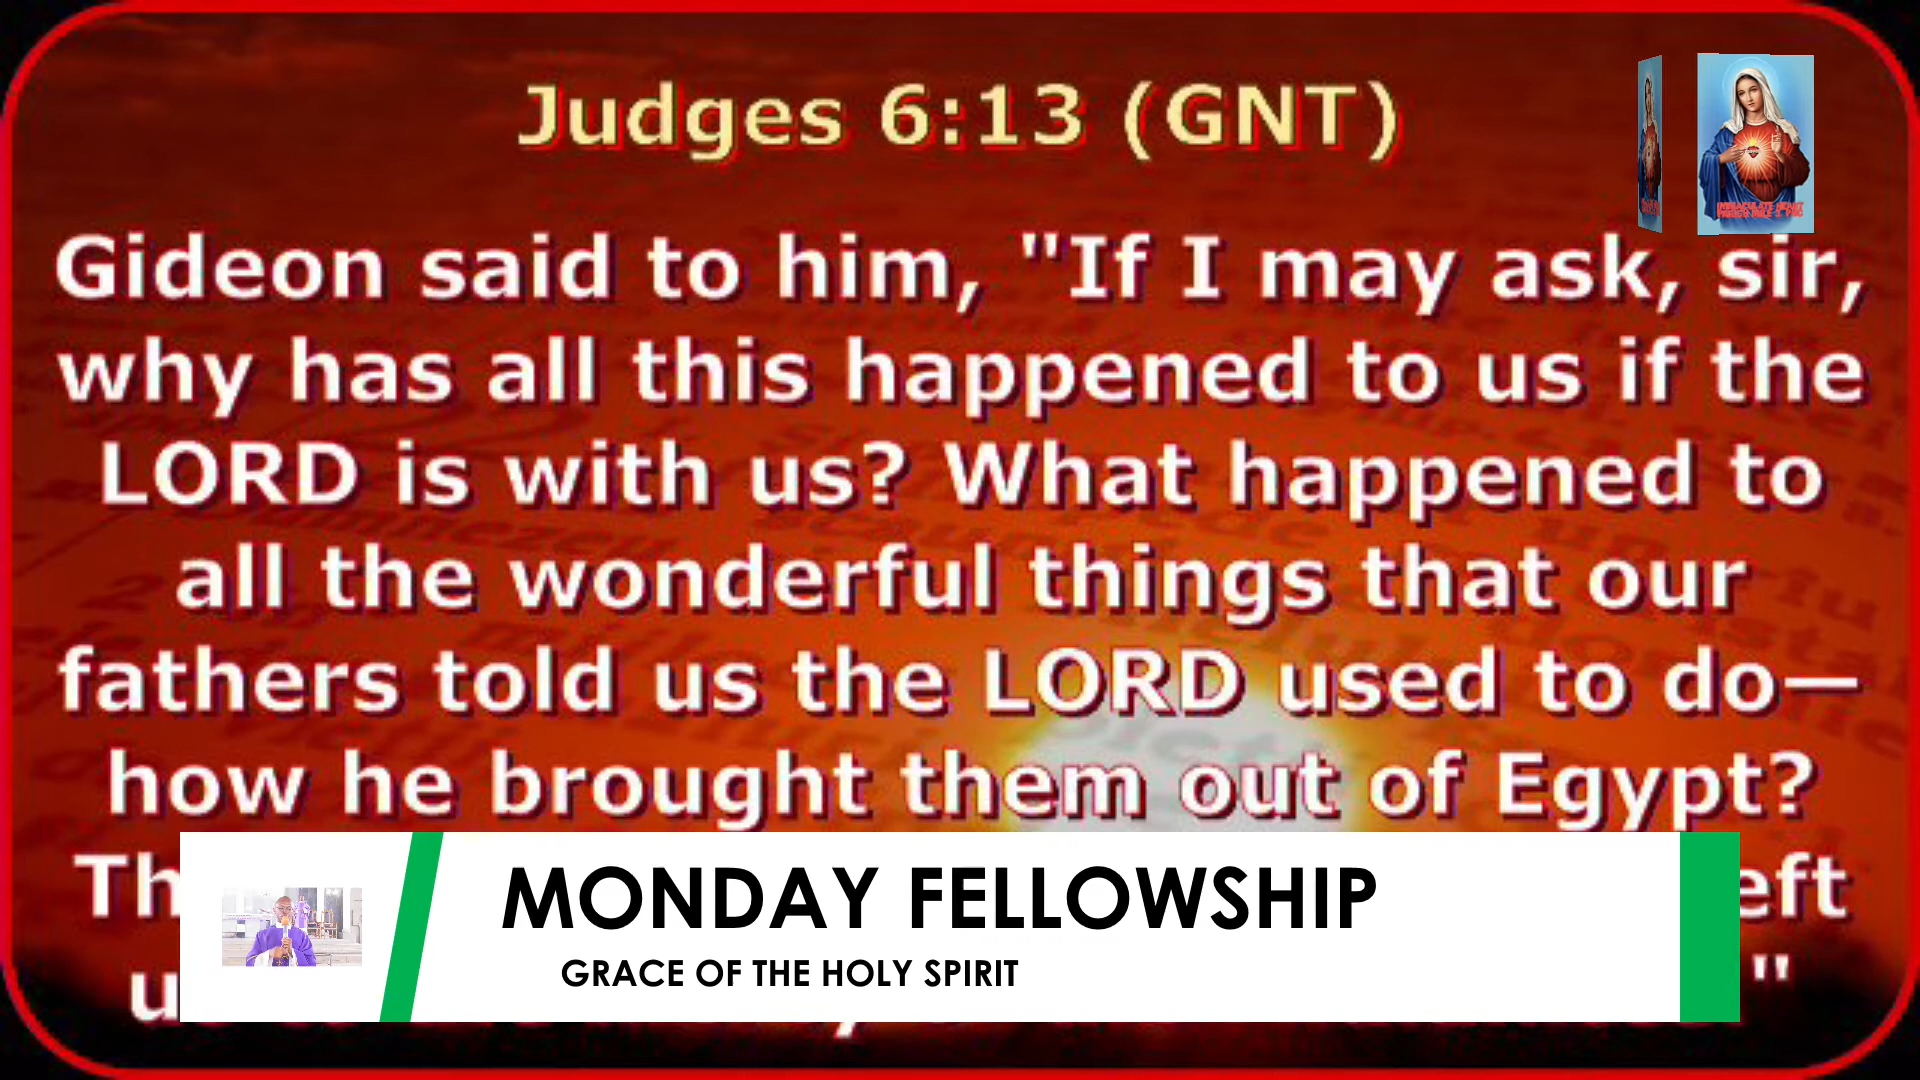 Judges 6:13 (GNT)
Gideon said to him, "If I may ask, sir,
why has all this happened to us if the
LORD is with us? What happened to
all the wonderful things that our
fathers told us the LORD used to do—
how he brought them out of Egypt?
MONDAY FELLOWSHIP
GRACE OF THE HOLY SPIRIT